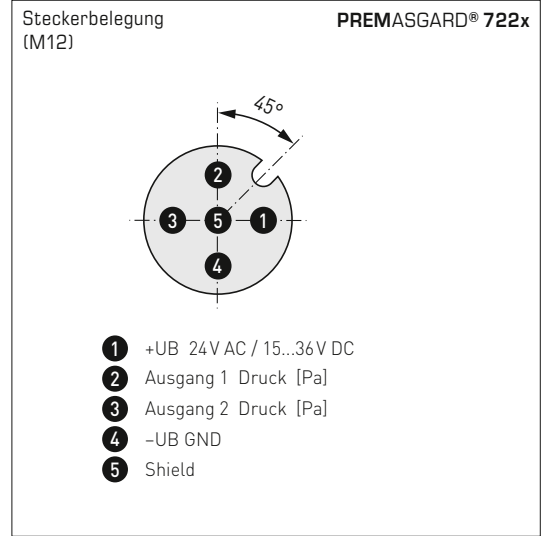 Steckerbelegung PREMASGARD® 722x
(M12)
45°
2
3 5 1
4
1 +UB 24 V AC / 15...36 V DC
2 Ausgang 1 Druck [Pa]
3 Ausgang 2 Druck [Pa]
4 –UB GND
5 Shield